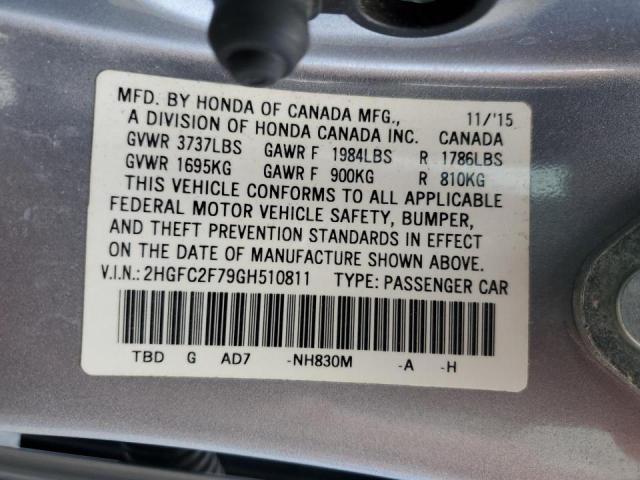 MFD. BY HONDA OF CANADA MFG., 11/'15
A DIVISION OF HONDA CANADA INC. CANADA
GVWR 3737LBS GAWR F 1984LBS R 1786LBS
GVWR 1695KG GAWR F 900KG R 810KG
THIS VEHICLE CONFORMS TO ALL APPLICABLE
FEDERAL MOTOR VEHICLE SAFETY, BUMPER,
AND THEFT PREVENTION STANDARDS IN EFFECT
ON THE DATE OF MANUFACTURE SHOWN ABOVE.
V.I.N.: 2HGFC2F79GH510811 TYPE: PASSENGER CAR
TBD G AD7 -NH830M -A -H